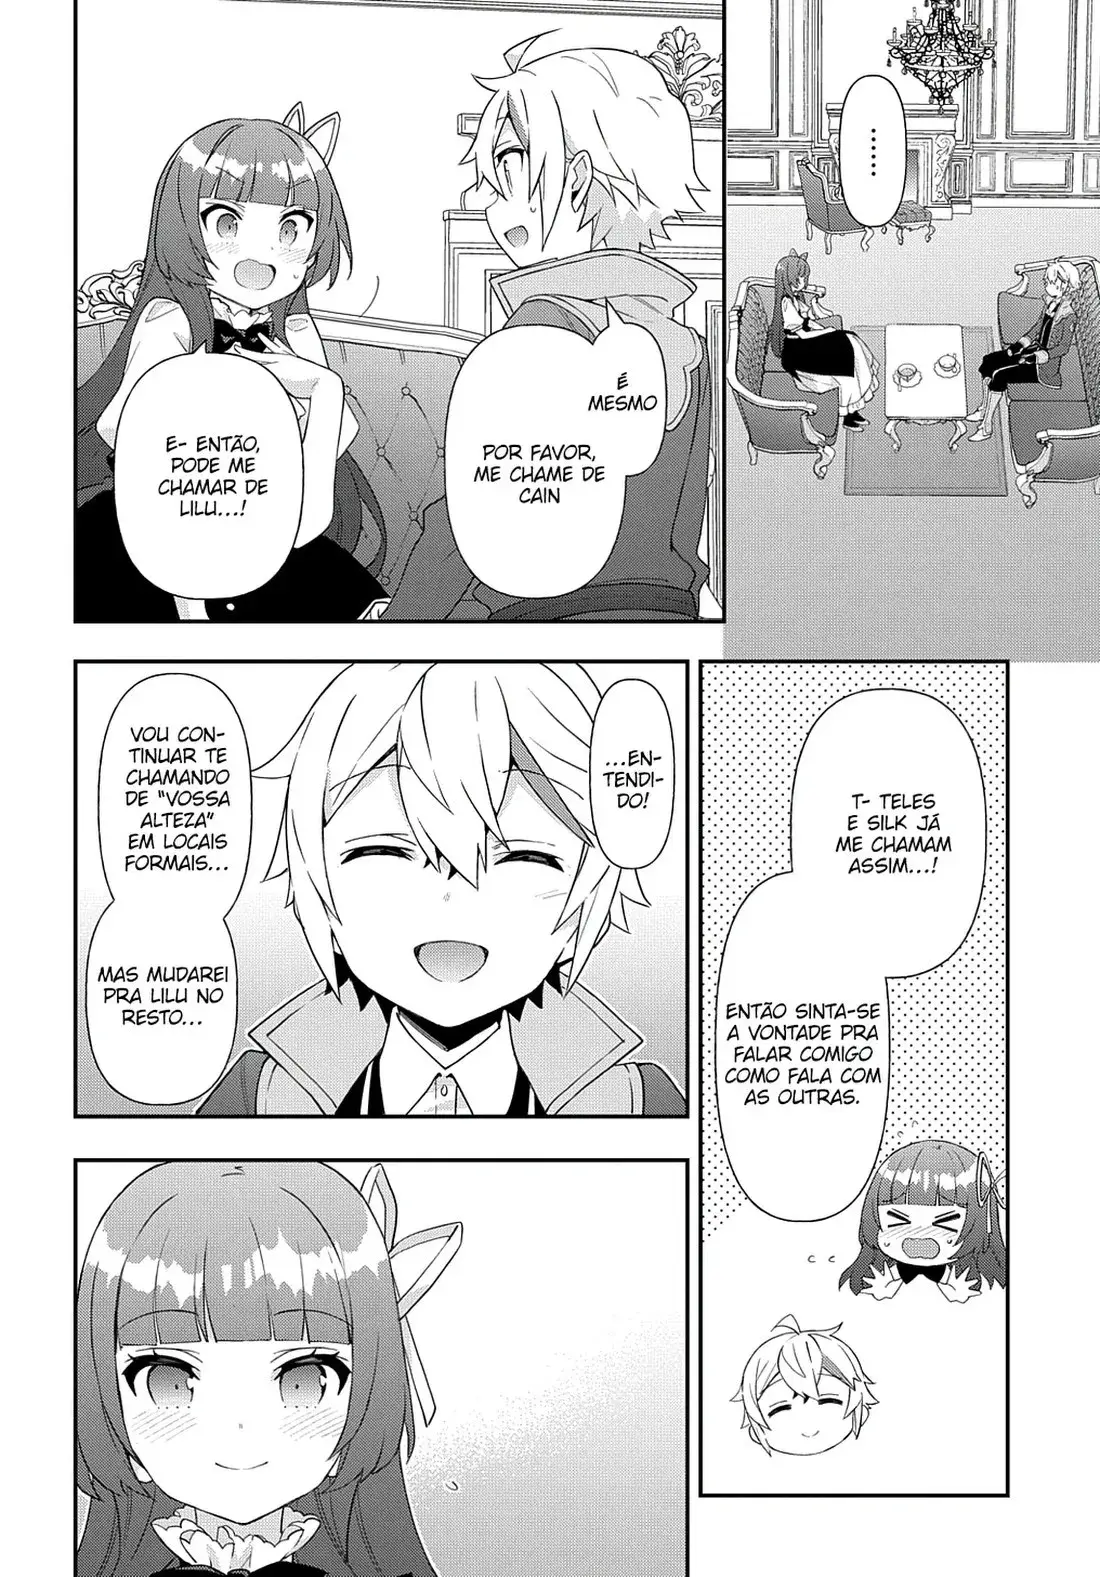 ......
É
MESMO
POR FAVOR,
ME CHAME DE
CAIN
E- ENTÃO,
PODE ME
CHAMAR DE
LILU...!
T- TELES
E SILK JÁ
ME CHAMAM
ASSIM...!
ENTÃO SINTA-SE
A VONTADE PRA
FALAR COMIGO
COMO FALA COM
AS OUTRAS.
...EN-
TENDI-
DO!
VOU CON-
TINUAR TE
CHAMANDO
DE "VOSSA
ALTEZA"
EM LOCAIS
FORMAIS...
MAS MUDAREI
PRA LILU NO
RESTO...